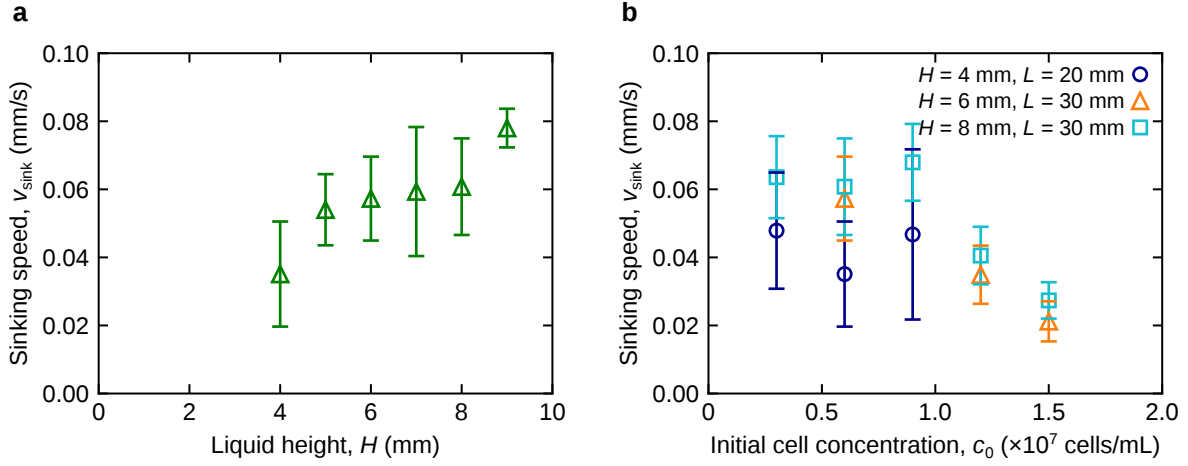 a
0.10
0.08
0.06
0.04
0.02
0.00
Sinking speed, v_sink (mm/s)
0 2 4 6 8 10
Liquid height, H (mm)
b
0.10
0.08
0.06
0.04
0.02
0.00
Sinking speed, v_sink (mm/s)
H = 4 mm, L = 20 mm
H = 6 mm, L = 30 mm
H = 8 mm, L = 30 mm
0 0.5 1.0 1.5 2.0
Initial cell concentration, c₀ (×10⁷ cells/mL)